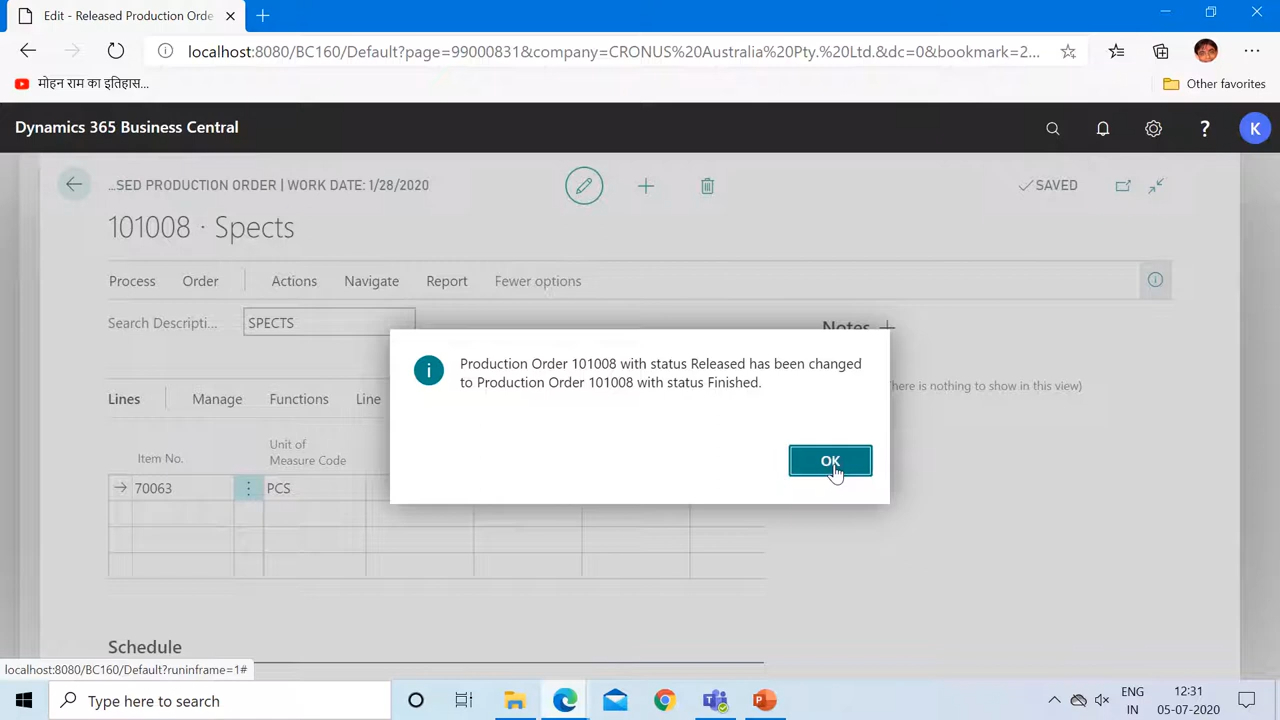 Edit - Released Production Orde
localhost:8080/BC160/Default?page=99000831&company=CRONUS%20Australia%20Pty.%20Ltd.&dc=0&bookmark=2...
मोहन राम का इतिहास...
Other favorites
Dynamics 365 Business Central
K
...SED PRODUCTION ORDER | WORK DATE: 1/28/2020
SAVED
101008 · Spects
Process Order Actions Navigate Report Fewer options
Search Descripti... SPECTS
Notes
Production Order 101008 with status Released has been changed
to Production Order 101008 with status Finished.
here is nothing to show in this view)
Lines Manage Functions Line
OK
Item No.
Unit of
Measure Code
70063 PCS
Schedule
localhost:8080/BC160/Default?runinframe=1#
Type here to search
ENG
IN
12:31
05-07-2020